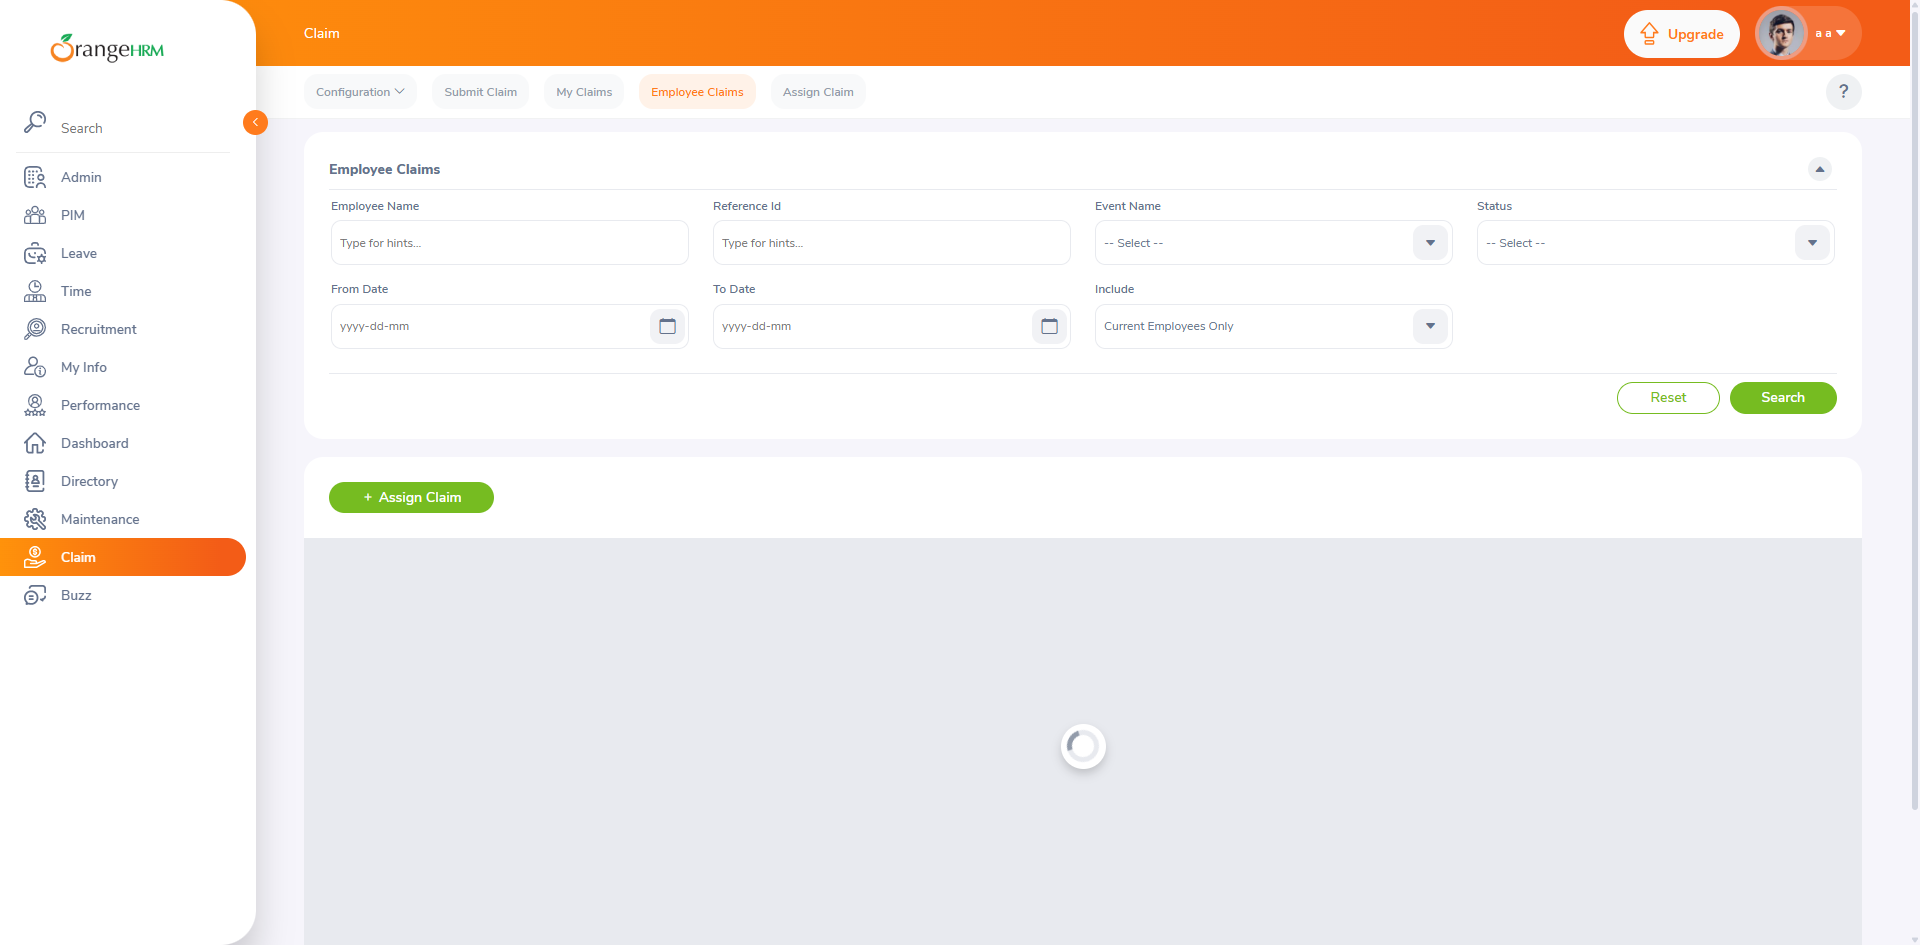 OrangeHRM
Search
Admin
PIM
Leave
Time
Recruitment
My Info
Performance
Dashboard
Directory
Maintenance
Claim
Buzz
Claim
Upgrade
a a
Configuration
Submit Claim
My Claims
Employee Claims
Assign Claim
?
Employee Claims
Employee Name
Reference Id
Event Name
Status
Type for hints...
Type for hints...
-- Select --
-- Select --
From Date
To Date
Include
yyyy-dd-mm
yyyy-dd-mm
Current Employees Only
Reset
Search
+ Assign Claim